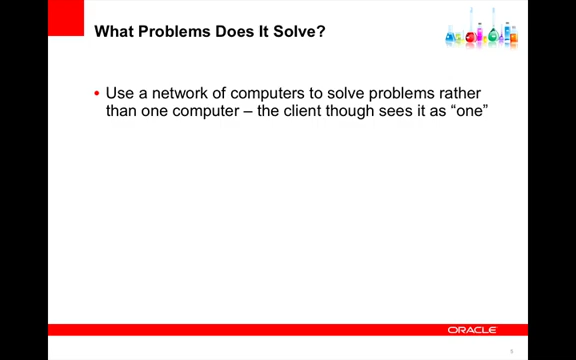 What Problems Does It Solve?
• Use a network of computers to solve problems rather
than one computer – the client though sees it as “one”
ORACLE